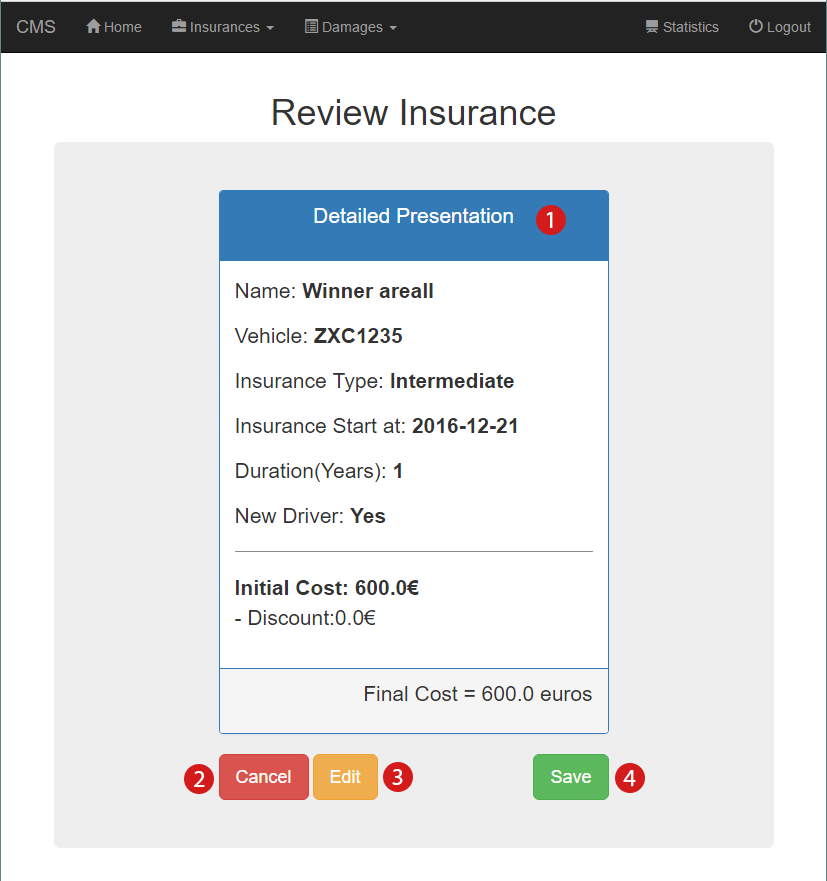 CMS Home Insurances Damages Statistics Logout
Review Insurance
Detailed Presentation 1
Name: Winner areall
Vehicle: ZXC1235
Insurance Type: Intermediate
Insurance Start at: 2016-12-21
Duration(Years): 1
New Driver: Yes
Initial Cost: 600.0€
- Discount:0.0€
Final Cost = 600.0 euros
2 Cancel Edit 3 Save 4